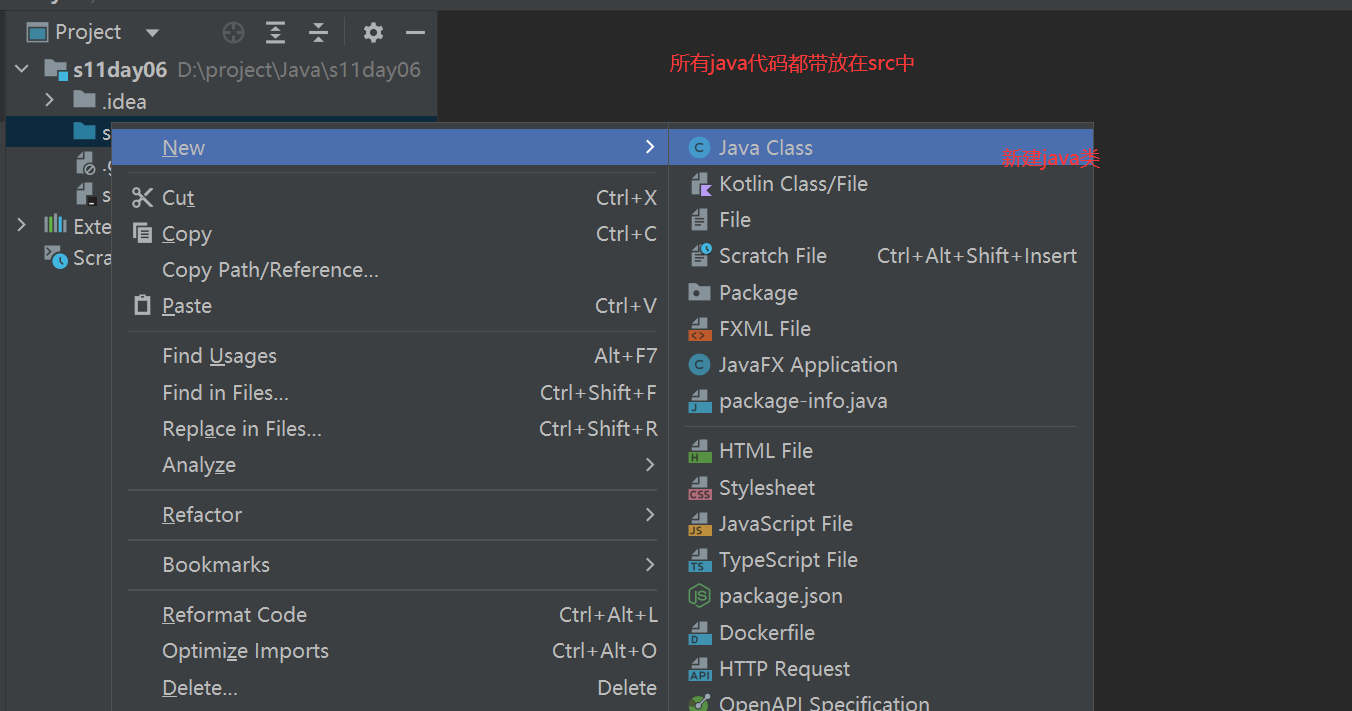 Project
所有java代码都带放在src中
s11day06 D:\project\Java\s11day06
.idea
New
Java Class
新建java类
Kotlin Class/File
Cut Ctrl+X
File
Copy Ctrl+C
Scratch File Ctrl+Alt+Shift+Insert
Copy Path/Reference...
Package
Paste Ctrl+V
FXML File
Find Usages Alt+F7
JavaFX Application
Find in Files... Ctrl+Shift+F
package-info.java
Replace in Files... Ctrl+Shift+R
HTML File
Analyze
Stylesheet
Refactor
JavaScript File
Bookmarks
TypeScript File
package.json
Reformat Code Ctrl+Alt+L
Dockerfile
Optimize Imports Ctrl+Alt+O
HTTP Request
Delete... Delete
OpenAPI Specification